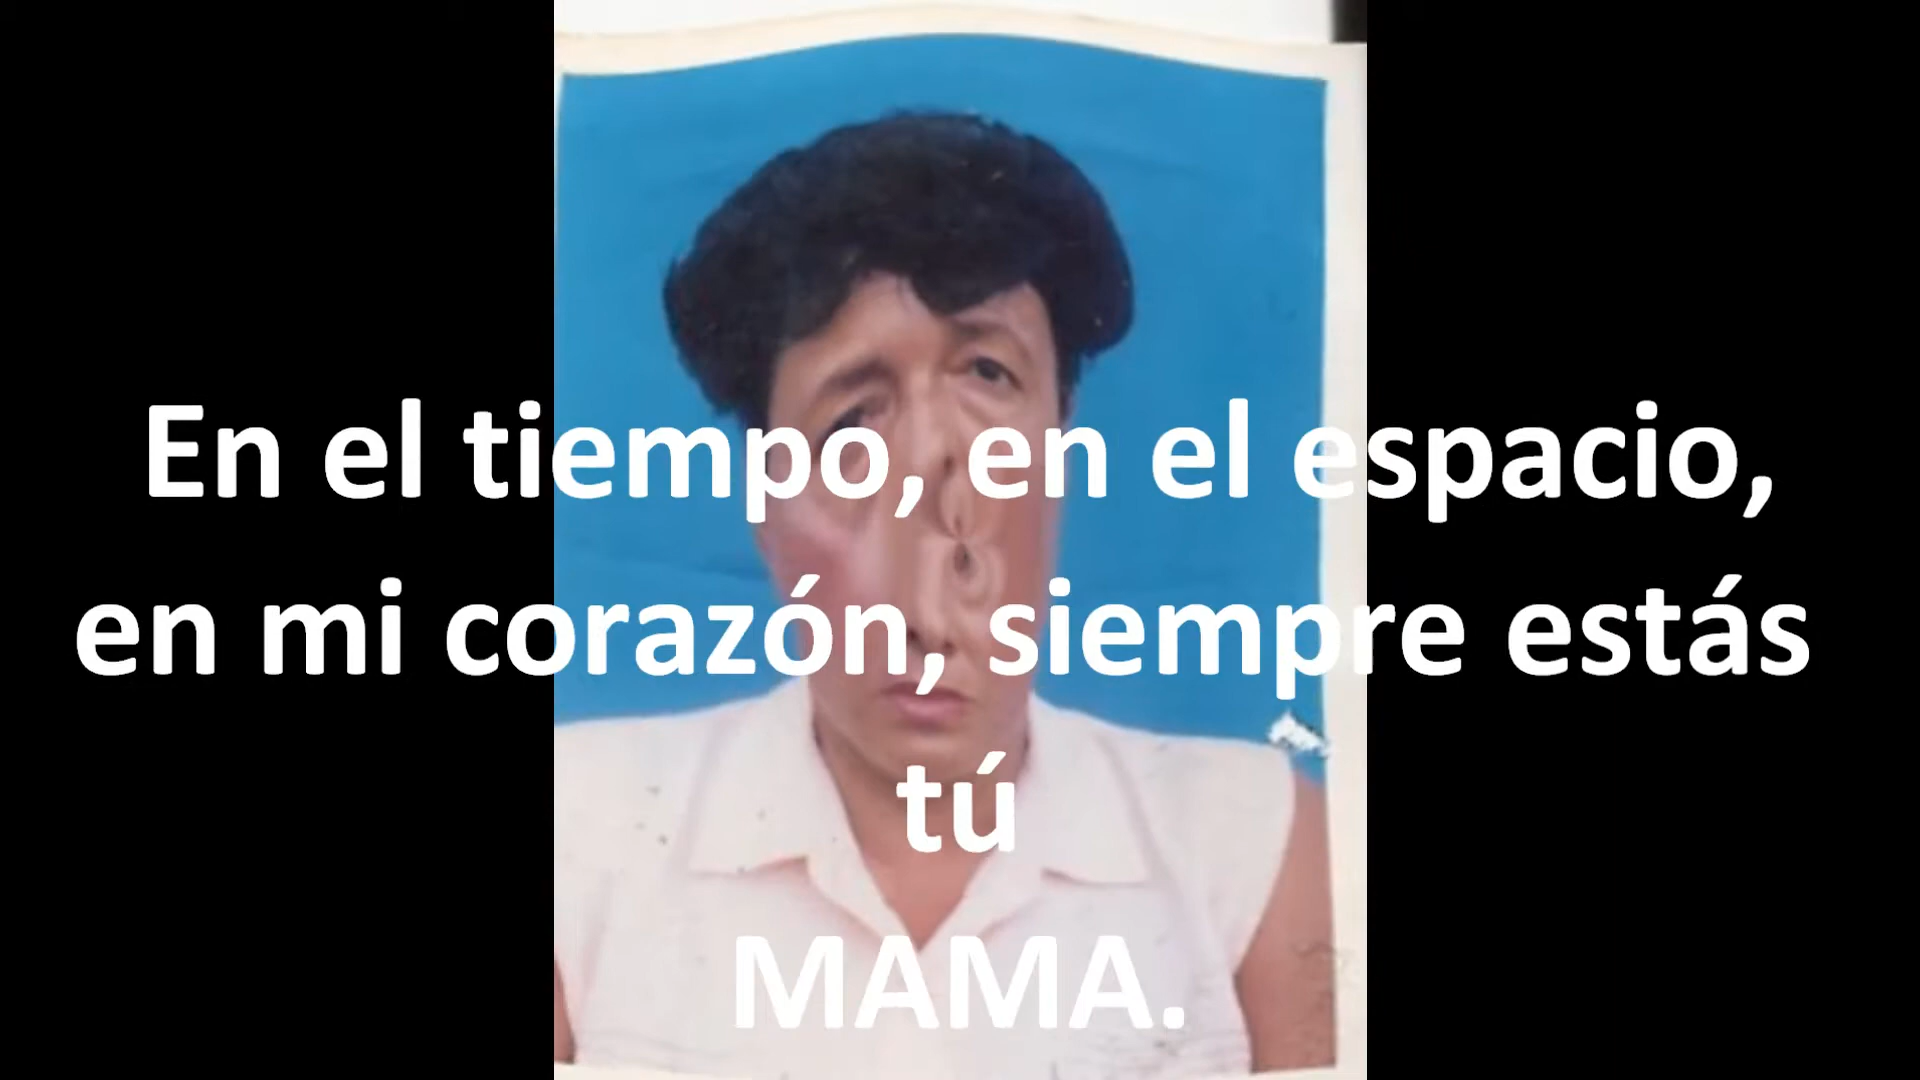 En el tiempo, en el espacio,
en mi corazón, siempre estás
tú
MAMA.